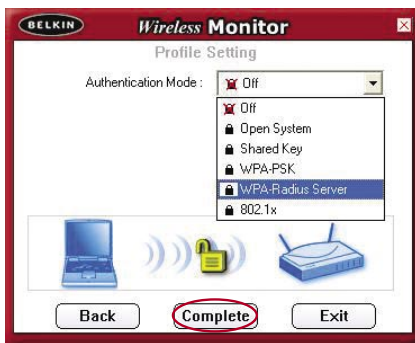 BELKIN Wireless Monitor
Profile Setting
Authentication Mode : Off
Off
Open System
Shared Key
WPA-PSK
WPA-Radius Server
802.1x
Back Complete Exit